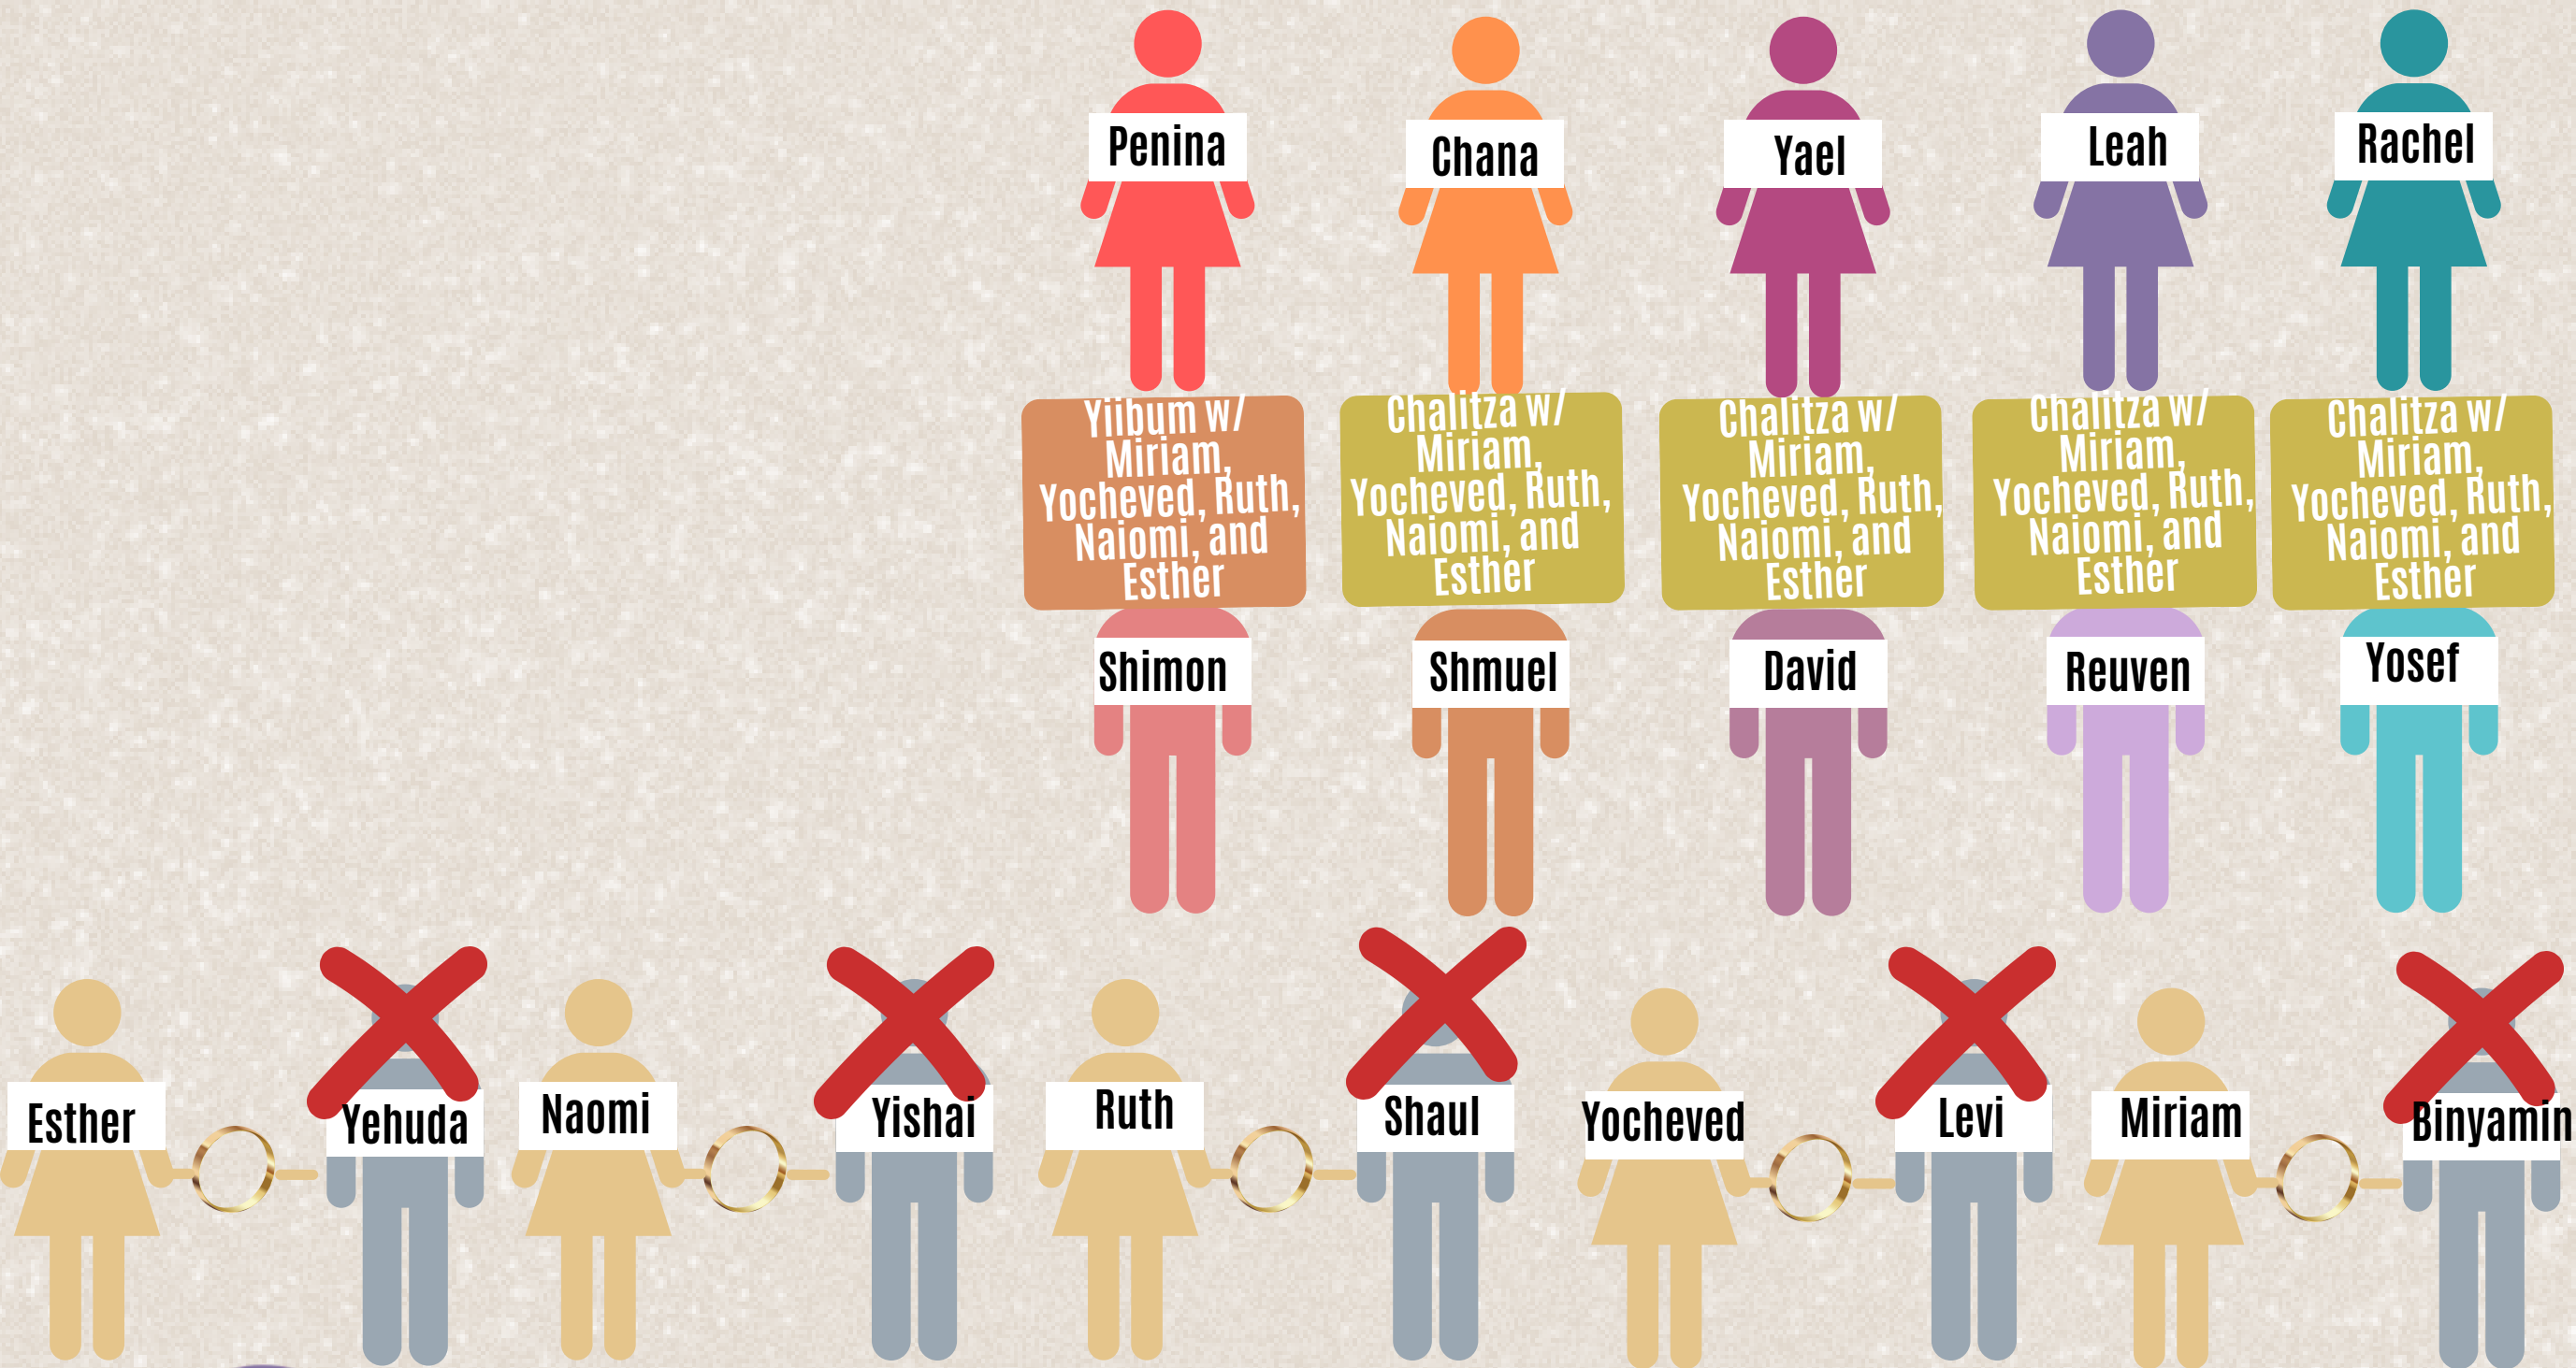 Penina
Chana
Yael
Leah
Rachel
Yiibum w/
Miriam,
Yocheved, Ruth,
Naiomi, and
Esther
Chalitza w/
Miriam,
Yocheved, Ruth,
Naiomi, and
Esther
Chalitza w/
Miriam,
Yocheved, Ruth,
Naiomi, and
Esther
Chalitza w/
Miriam,
Yocheved, Ruth,
Naiomi, and
Esther
Chalitza w/
Miriam,
Yocheved, Ruth,
Naiomi, and
Esther
Shimon
Shmuel
David
Reuven
Yosef
Esther
Yehuda
Naomi
Yishai
Ruth
Shaul
Yocheved
Levi
Miriam
Binyamin